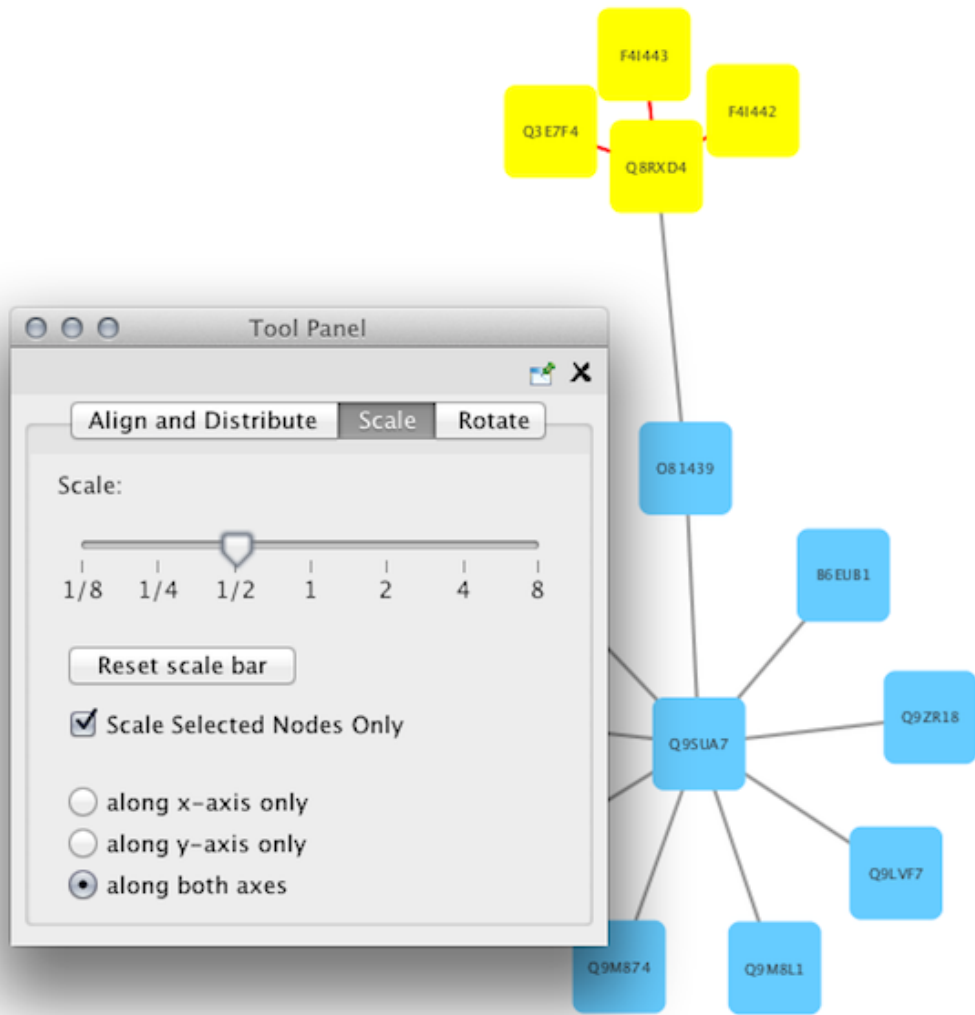 F4I443
F4I442
Q3E7F4
Q8RXD4
Tool Panel
Align and Distribute Scale Rotate
Scale:
1/8 1/4 1/2 1 2 4 8
Reset scale bar
Scale Selected Nodes Only
along x-axis only
along y-axis only
along both axes
O81439
B6EUB1
Q9ZR18
Q9SUA7
Q9LVF7
Q9M874
Q9M8L1